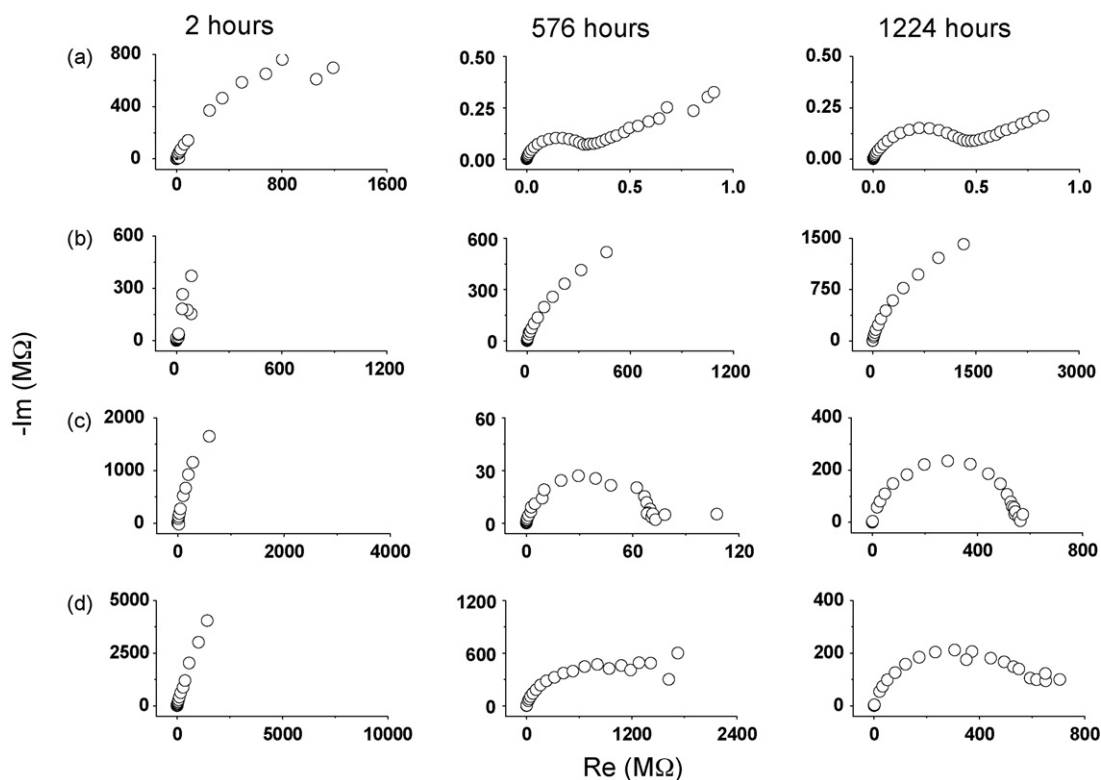 2 hours 576 hours 1224 hours
(a) 800 0.50 0.50
400 0.25 0.25
0 0.00 0.00
0 800 1600 0.0 0.5 1.0 0.0 0.5 1.0
(b) 600 600 1500
300 300 750
0 0 0
0 600 1200 0 600 1200 0 1500 3000
-Im (MΩ)
(c) 2000 60 400
1000 30 200
0 0 0
0 2000 4000 0 60 120 0 400 800
(d) 5000 1200 400
2500 600 200
0 0 0
0 5000 10000 0 1200 2400 0 400 800
Re (MΩ)